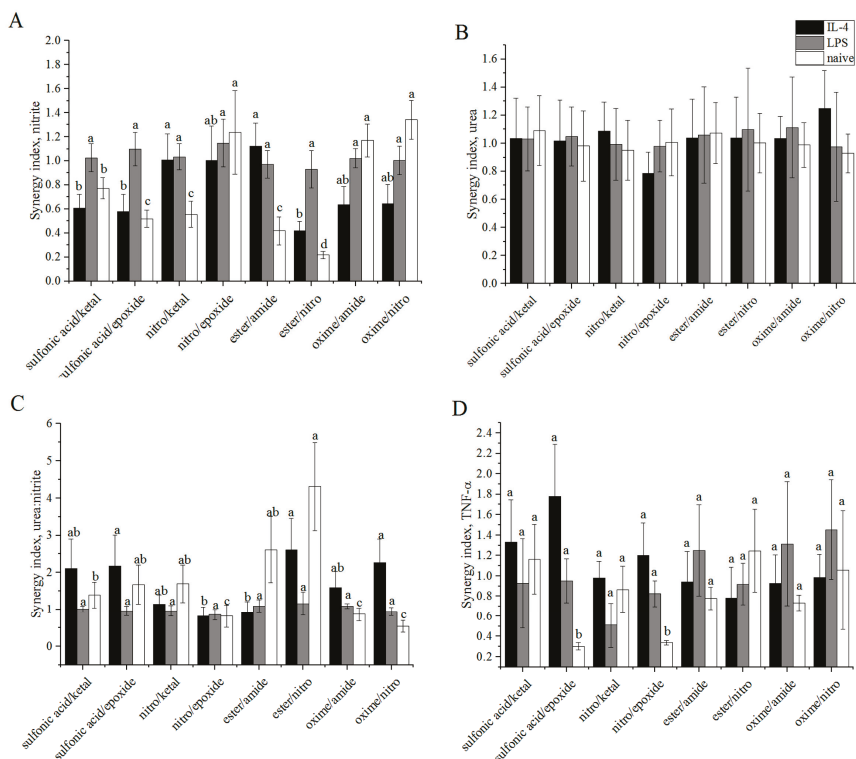 A
Synergy index, nitrite
2.0
1.8
1.6
1.4
1.2
1.0
0.8
0.6
0.4
0.2
0.0
b a b
b a c
a a c
ab a a
a a c
b a d
ab a a
ab a a
sulfonic acid/ketal
sulfonic acid/epoxide
nitro/ketal
nitro/epoxide
ester/amide
ester/nitro
oxime/amide
oxime/nitro
B
IL-4
LPS
naive
Synergy index, urea
1.6
1.4
1.2
1.0
0.8
0.6
0.4
0.2
0.0
sulfonic acid/ketal
sulfonic acid/epoxide
nitro/ketal
nitro/epoxide
ester/amide
ester/nitro
oxime/amide
oxime/nitro
C
Synergy index, urea:nitrite
6
5
4
3
2
1
0
ab a b
a a ab
ab a ab
b a c
b a ab
a a a
ab a c
a a c
sulfonic acid/ketal
sulfonic acid/epoxide
nitro/ketal
nitro/epoxide
ester/amide
ester/nitro
oxime/amide
oxime/nitro
D
Synergy index, TNF-α
2.4
2.2
2.0
1.8
1.6
1.4
1.2
1.0
0.8
0.6
0.4
0.2
a a a
a a b
a a a
a a b
a a a
a a a
a a a
a a a
sulfonic acid/ketal
sulfonic acid/epoxide
nitro/ketal
nitro/epoxide
ester/amide
ester/nitro
oxime/amide
oxime/nitro